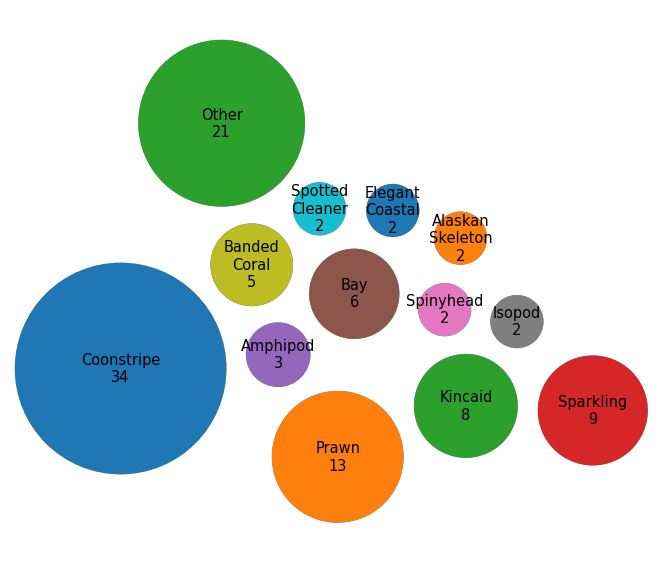 Other
21
Spotted
Cleaner
2
Elegant
Coastal
2
Alaskan
Skeleton
2
Banded
Coral
5
Bay
6
Spinyhead
2
Isopod
2
Coonstripe
34
Amphipod
3
Kincaid
8
Sparkling
9
Prawn
13